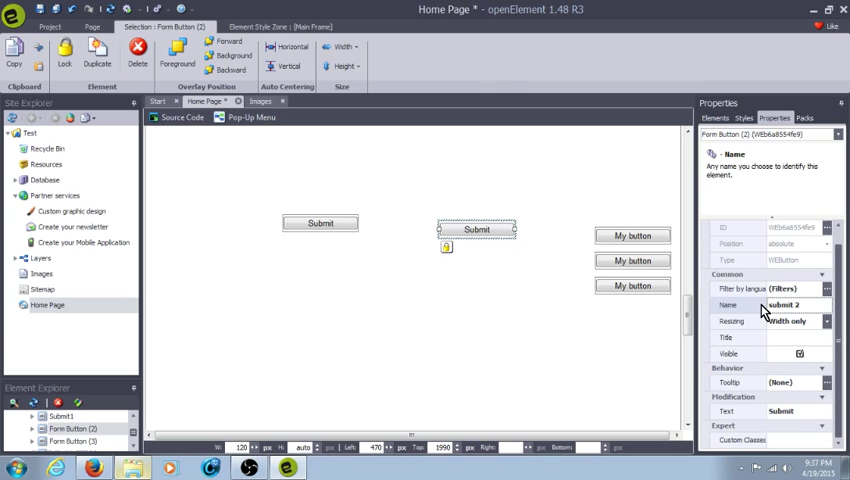 Home Page * - openElement 1.48 R3
Project
Page
Selection : Form Button (2)
Element Style Zone : [Main Frame]
Like
Copy
Lock
Duplicate
Delete
Foreground
Forward
Background
Backward
Horizontal
Vertical
Width
Height
Clipboard
Element
Overlay Position
Auto Centering
Size
Site Explorer
Start
Home Page *
Images
Properties
Source Code
Pop-Up Menu
Elements
Styles
Properties
Packs
Test
Recycle Bin
Resources
Database
Partner services
Custom graphic design
Create your newsletter
Create your Mobile Application
Layers
Images
Sitemap
Home Page
Submit
Submit
My button
My button
My button
Form Button (2) (WEb6a8554fe9)
- Name
Any name you choose to identify this
element.
ID WEb6a8554fe9
Position absolute
Type WEButton
Common
Filter by langua (Filters)
Name submit 2
Resizing Width only
Title
Visible
Behavior
Tooltip (None)
Modification
Text Submit
Expert
Custom Classes
Element Explorer
Submit1
Form Button (2)
Form Button (3)
W: 120 px H: auto px Left: 470 px Top: 1990 px Right: px Bottom: px
9:37 PM
4/19/2015